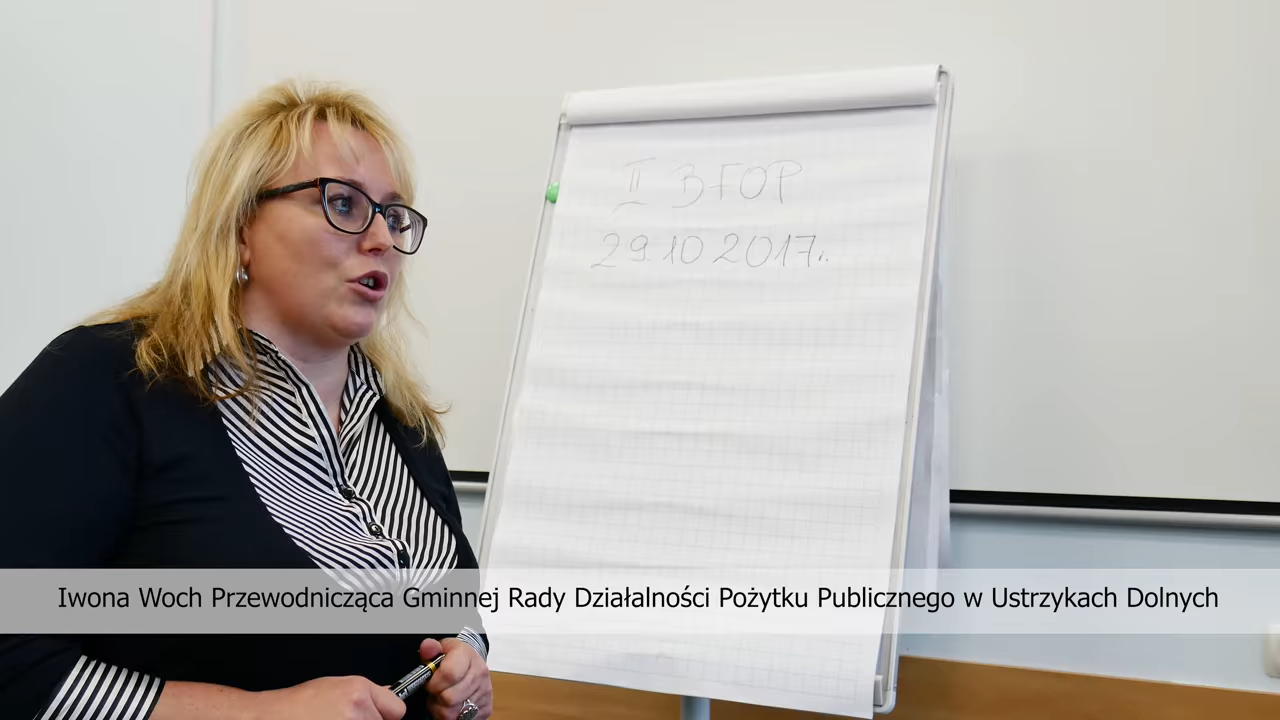 II BFOP
29.10 2017r.
Iwona Woch Przewodnicząca Gminnej Rady Działalności Pożytku Publicznego w Ustrzykach Dolnych